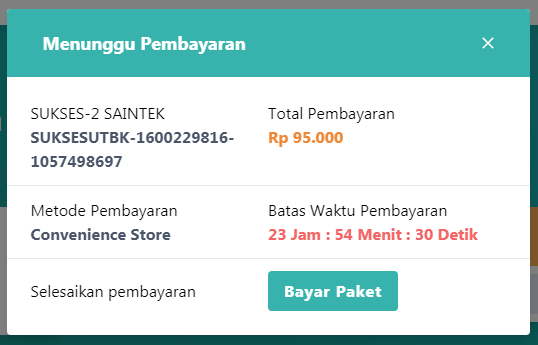 Menunggu Pembayaran
SUKSES-2 SAINTEK
SUKSESUTBK-1600229816-
1057498697
Total Pembayaran
Rp 95.000
Metode Pembayaran
Convenience Store
Batas Waktu Pembayaran
23 Jam : 54 Menit : 30 Detik
Selesaikan pembayaran
Bayar Paket